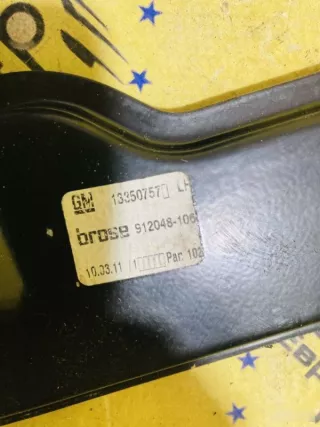 GM 13350757 LH
brose 912048-106
10.03.11 Par. 102